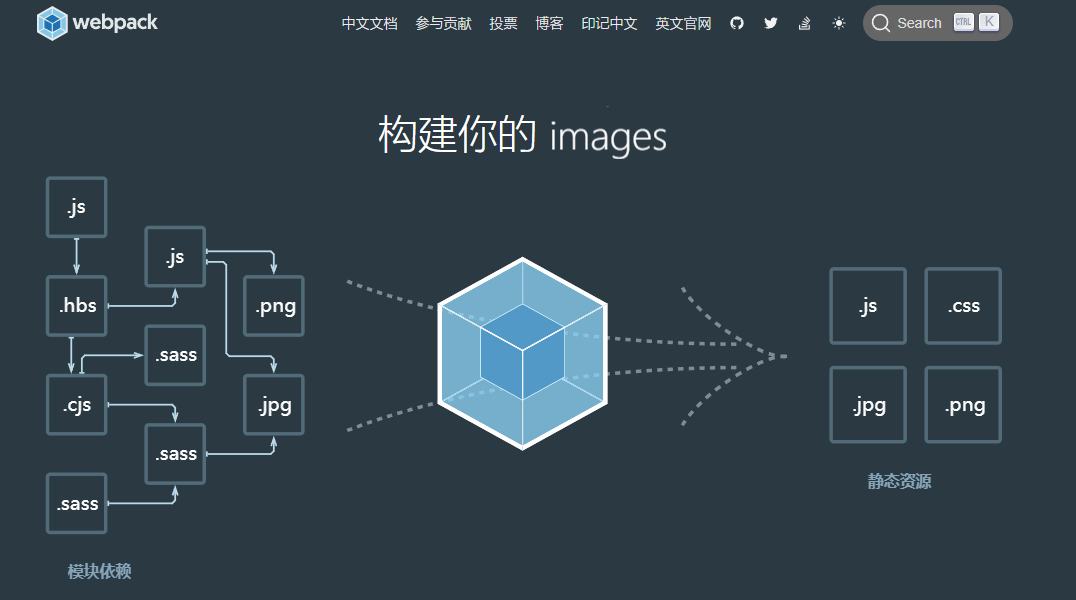 webpack
中文文档 参与贡献 投票 博客 印记中文 英文官网 Search CTRL K
构建你的 images
.js
.js
.hbs
.png
.sass
.cjs
.jpg
.sass
.sass
模块依赖
.js .css
.jpg .png
静态资源